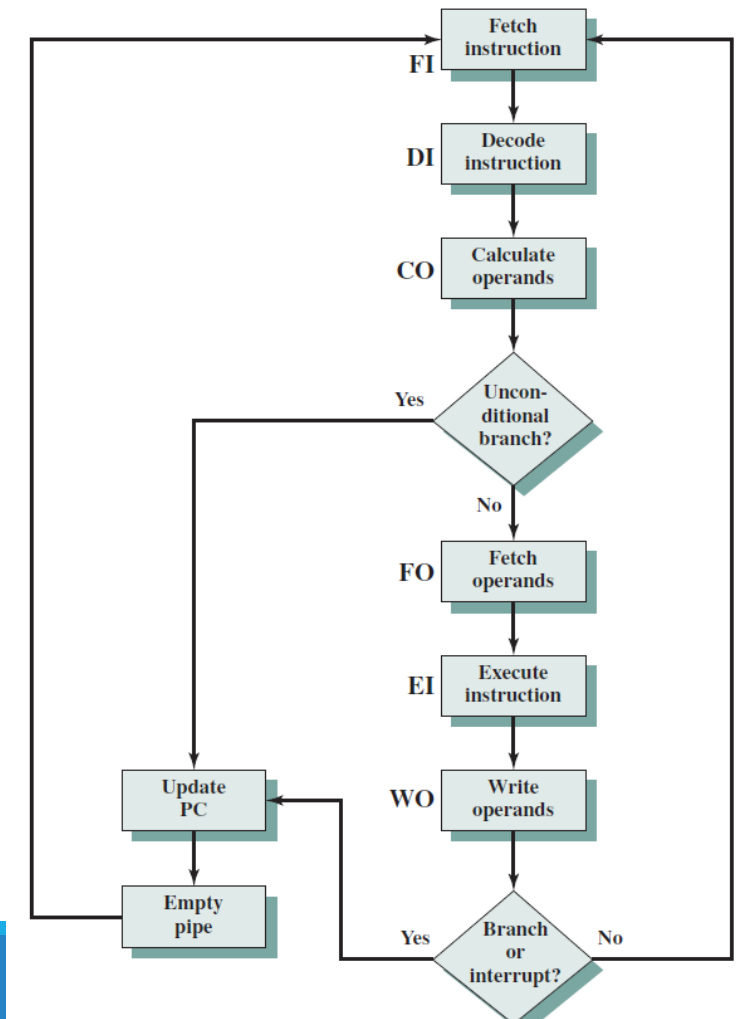 Fetch
instruction
FI
Decode
instruction
DI
Calculate
operands
CO
Yes
Uncon-
ditional
branch?
No
Fetch
operands
FO
Execute
instruction
EI
Update
PC
Write
operands
WO
Empty
pipe
Yes
Branch
or
interrupt?
No